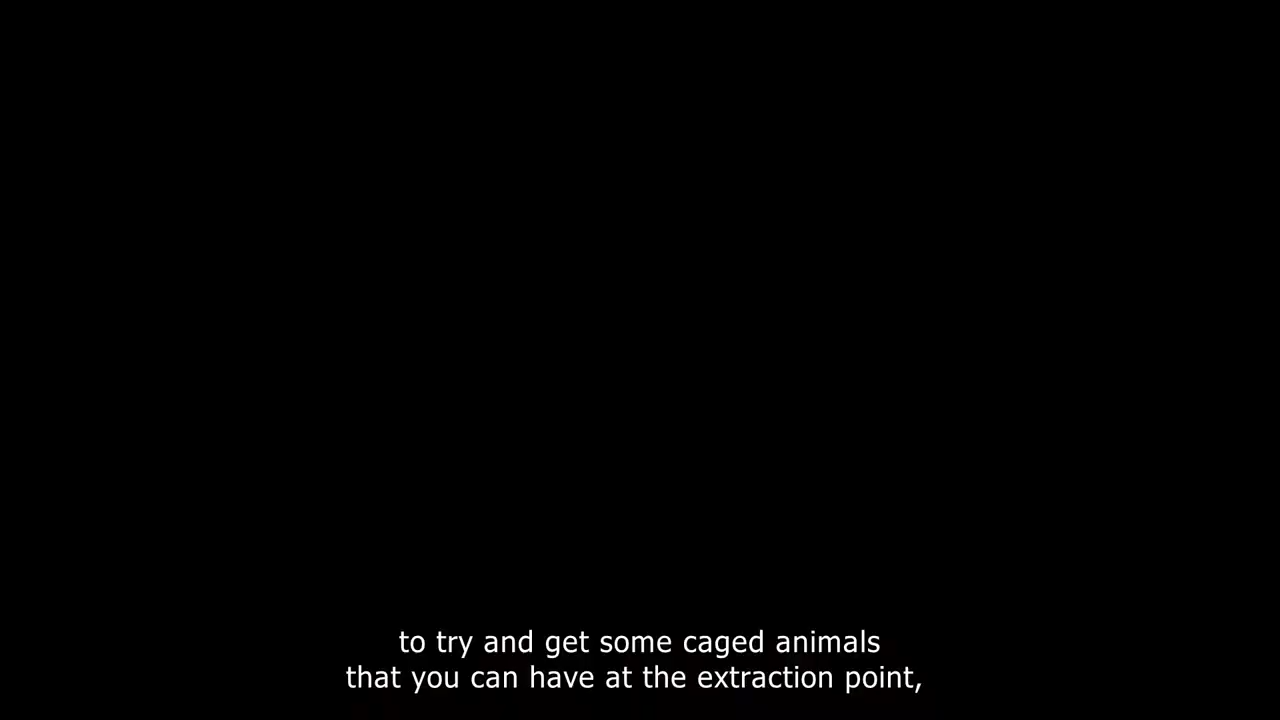 to try and get some caged animals
that you can have at the extraction point,